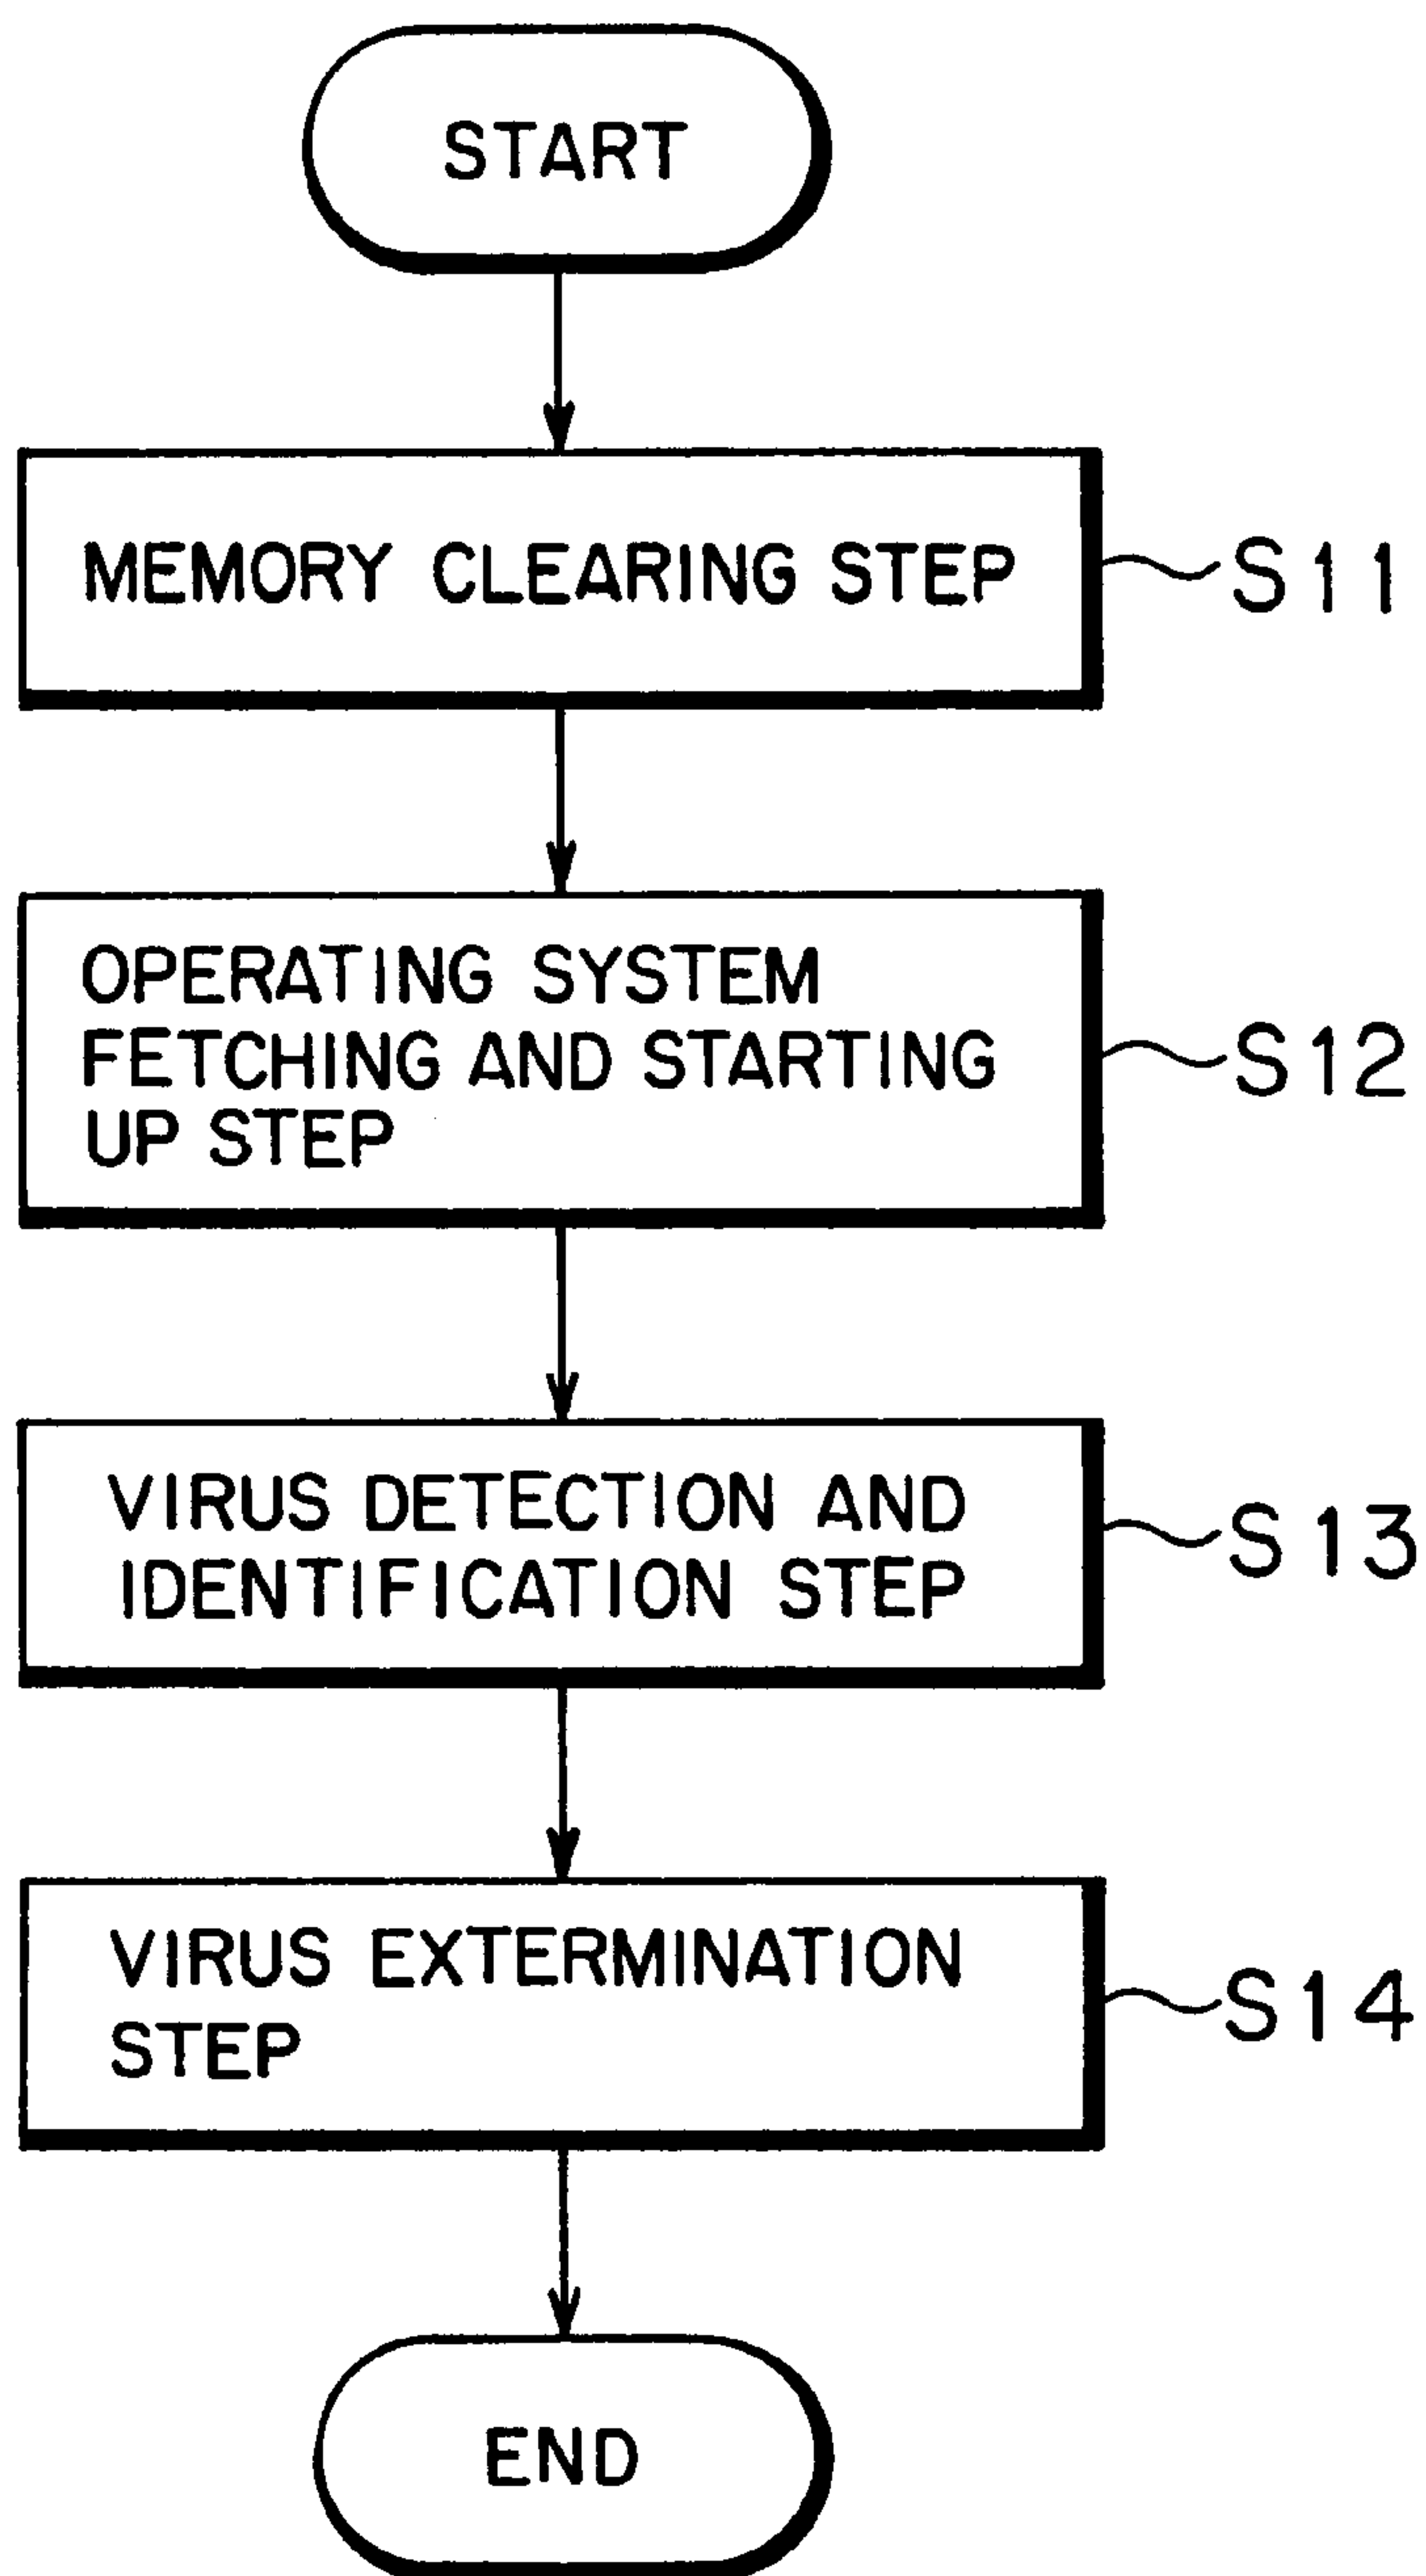 START
MEMORY CLEARING STEP
S11
OPERATING SYSTEM
FETCHING AND STARTING
UP STEP
S12
VIRUS DETECTION AND
IDENTIFICATION STEP
S13
VIRUS EXTERMINATION
STEP
S14
END